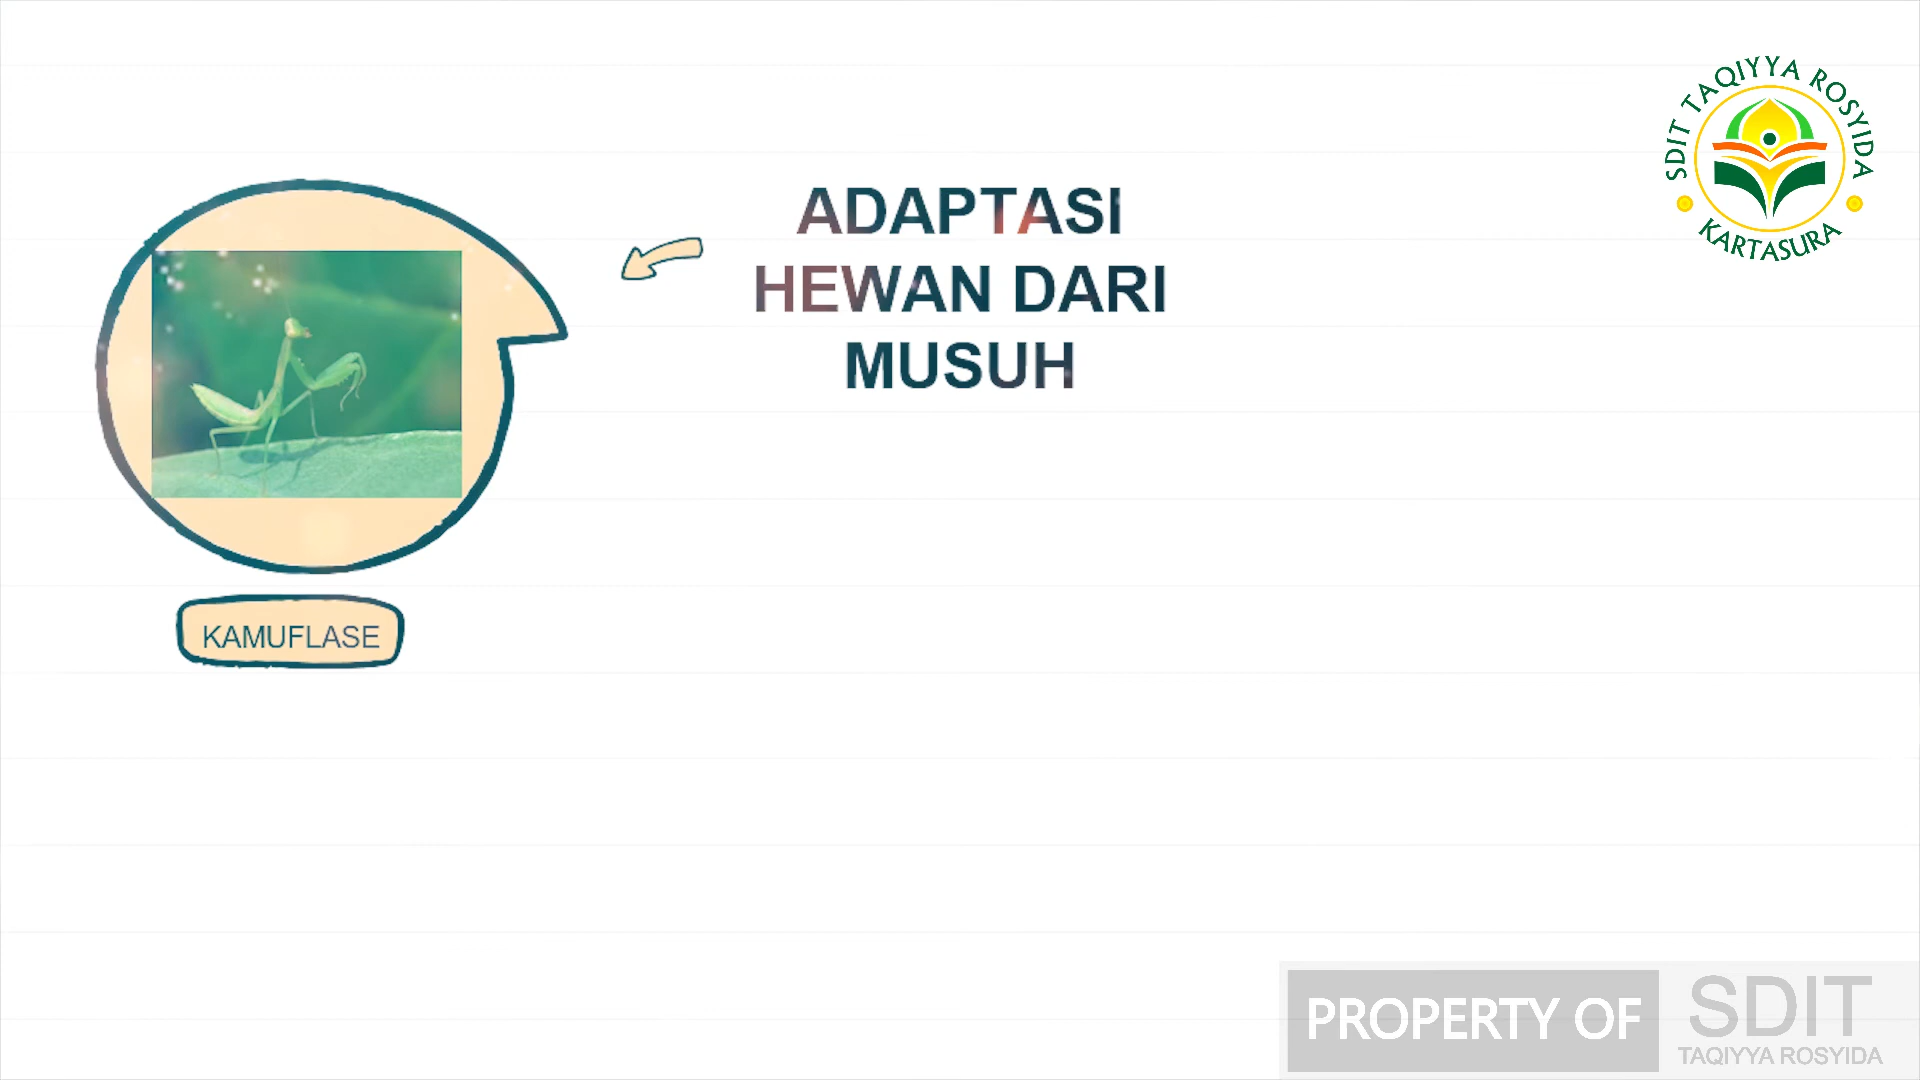 SDIT TAQIYYA ROSYIDA
KARTASURA
ADAPTASI
HEWAN DARI
MUSUH
KAMUFLASE
PROPERTY OF
SDIT
TAQIYYA ROSYIDA